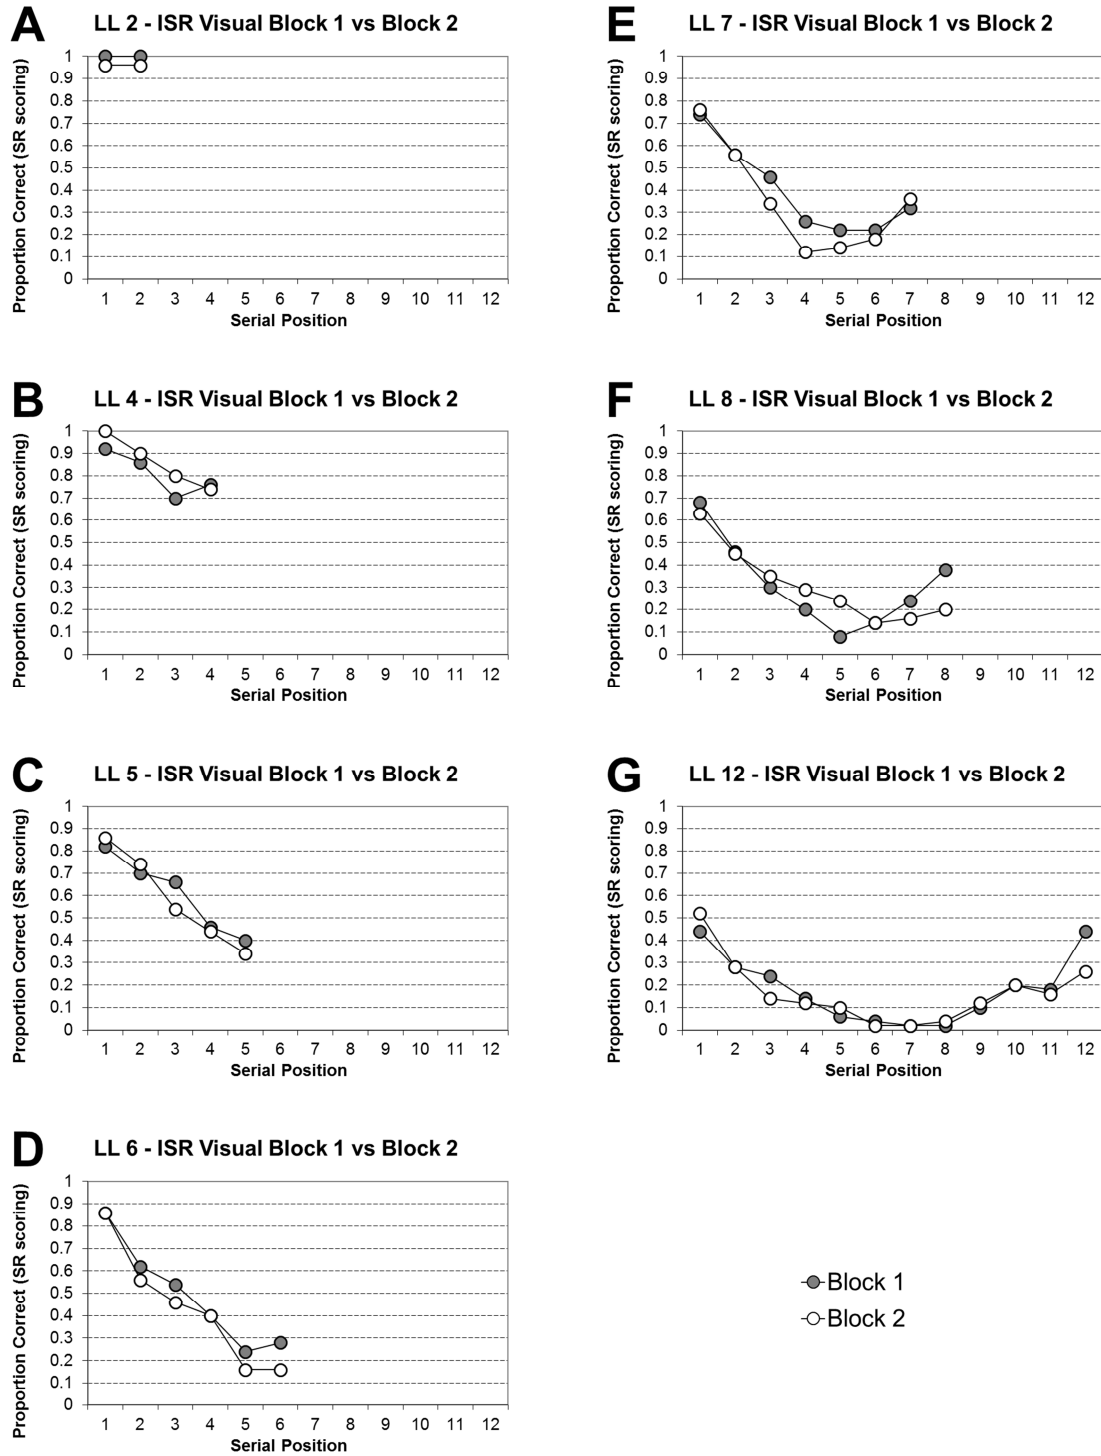 A
LL 2 - ISR Visual Block 1 vs Block 2
Proportion Correct (SR scoring)
1
0.9
0.8
0.7
0.6
0.5
0.4
0.3
0.2
0.1
0
1 2 3 4 5 6 7 8 9 10 11 12
Serial Position
B
LL 4 - ISR Visual Block 1 vs Block 2
Proportion Correct (SR scoring)
1
0.9
0.8
0.7
0.6
0.5
0.4
0.3
0.2
0.1
0
1 2 3 4 5 6 7 8 9 10 11 12
Serial Position
C
LL 5 - ISR Visual Block 1 vs Block 2
Proportion Correct (SR scoring)
1
0.9
0.8
0.7
0.6
0.5
0.4
0.3
0.2
0.1
0
1 2 3 4 5 6 7 8 9 10 11 12
Serial Position
D
LL 6 - ISR Visual Block 1 vs Block 2
Proportion Correct (SR scoring)
1
0.9
0.8
0.7
0.6
0.5
0.4
0.3
0.2
0.1
0
1 2 3 4 5 6 7 8 9 10 11 12
Serial Position
E
LL 7 - ISR Visual Block 1 vs Block 2
Proportion Correct (SR scoring)
1
0.9
0.8
0.7
0.6
0.5
0.4
0.3
0.2
0.1
0
1 2 3 4 5 6 7 8 9 10 11 12
Serial Position
F
LL 8 - ISR Visual Block 1 vs Block 2
Proportion Correct (SR scoring)
1
0.9
0.8
0.7
0.6
0.5
0.4
0.3
0.2
0.1
0
1 2 3 4 5 6 7 8 9 10 11 12
Serial Position
G
LL 12 - ISR Visual Block 1 vs Block 2
Proportion Correct (SR scoring)
1
0.9
0.8
0.7
0.6
0.5
0.4
0.3
0.2
0.1
0
1 2 3 4 5 6 7 8 9 10 11 12
Serial Position
Block 1
Block 2